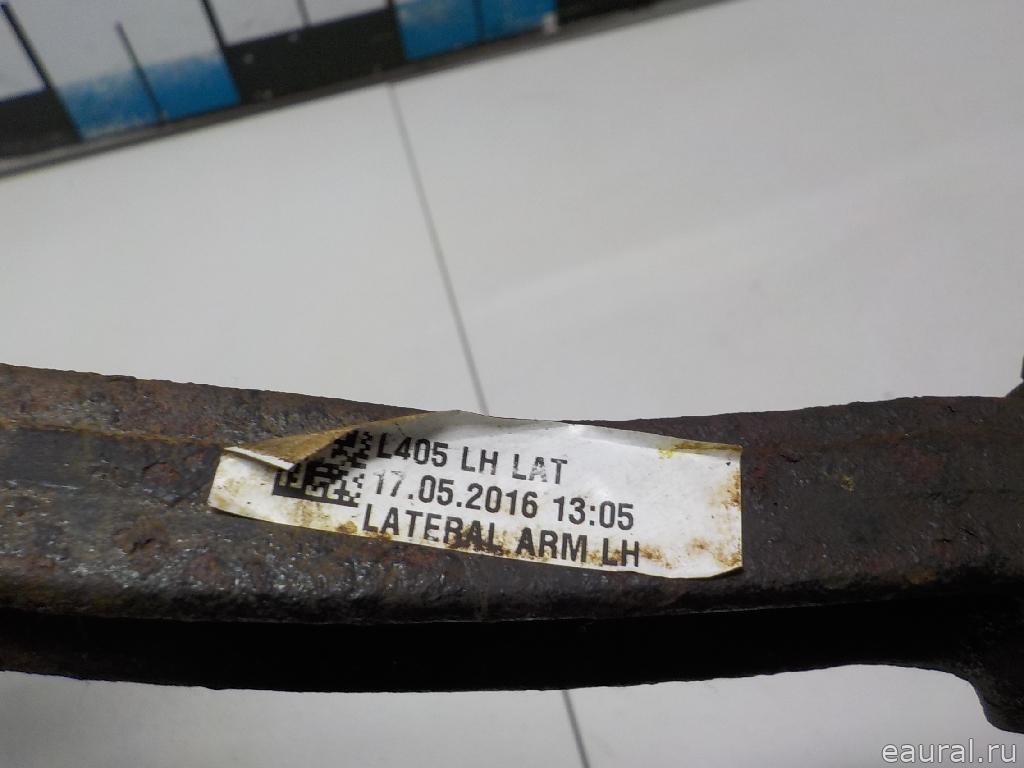 L405 LH LAT
17.05.2016 13:05
LATERAL ARM LH
eaural.ru